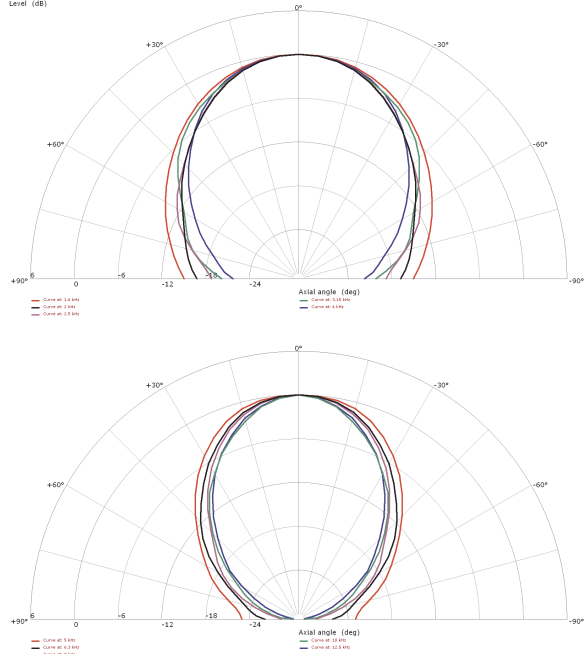 Level (dB)
0°
+30° -30°
+60° -60°
+90° -90°
6 0 -6 -12 -18 -24
Axial angle (deg)
Curve at: 1.6 kHz Curve at: 3.15 kHz
Curve at: 2 kHz Curve at: 4 kHz
Curve at: 2.5 kHz
0°
+30° -30°
+60° -60°
+90° -90°
6 0 -6 -12 -18 -24
Axial angle (deg)
Curve at: 5 kHz Curve at: 10 kHz
Curve at: 6.3 kHz Curve at: 12.5 kHz